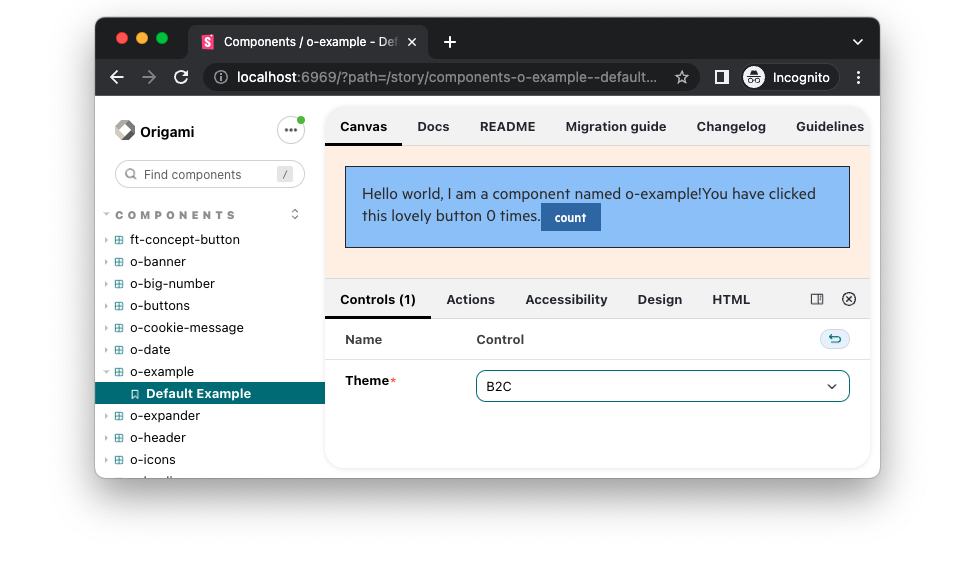 Components / o-example - Def
localhost:6969/?path=/story/components-o-example--default...
Incognito
Origami
Find components
/
COMPONENTS
ft-concept-button
o-banner
o-big-number
o-buttons
o-cookie-message
o-date
o-example
Default Example
o-expander
o-header
o-icons
Canvas Docs README Migration guide Changelog Guidelines
Hello world, I am a component named o-example!You have clicked
this lovely button 0 times. count
Controls (1) Actions Accessibility Design HTML
Name Control
Theme* B2C